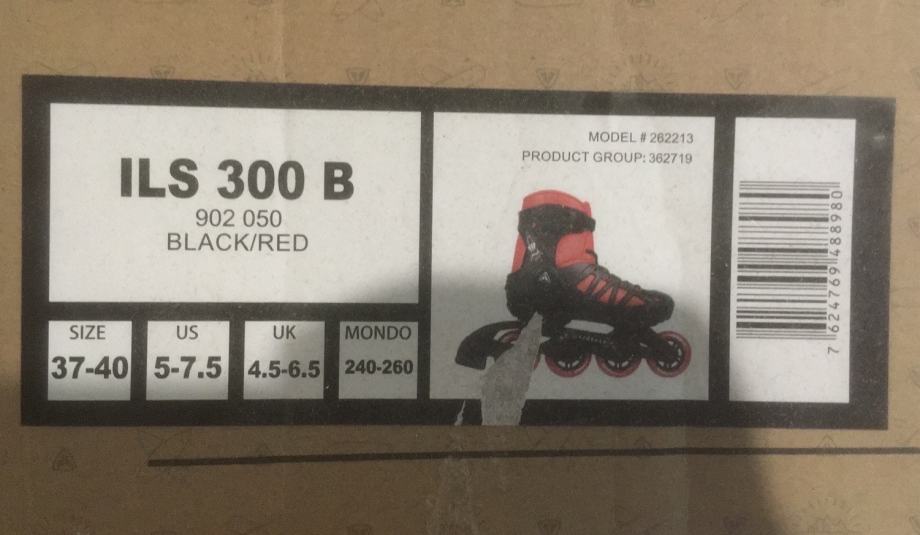 ILS 300 B
902 050
BLACK/RED
SIZE
37-40
US
5-7.5
UK
4.5-6.5
MONDO
240-260
MODEL # 262213
PRODUCT GROUP: 362719
7 624769 488980